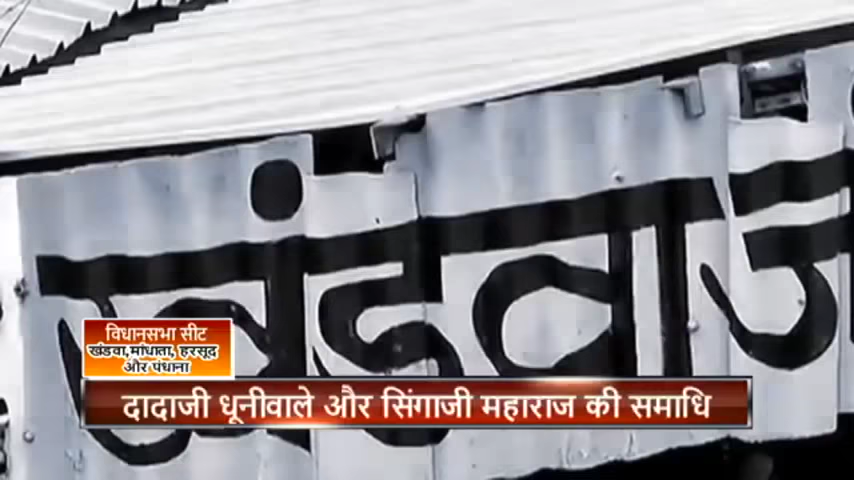 खंडवा
विधानसभा सीट
खंडवा,मांधाता, हरसूद
और पंधाना
दादाजी धूनीवाले और सिंगाजी महाराज की समाधि